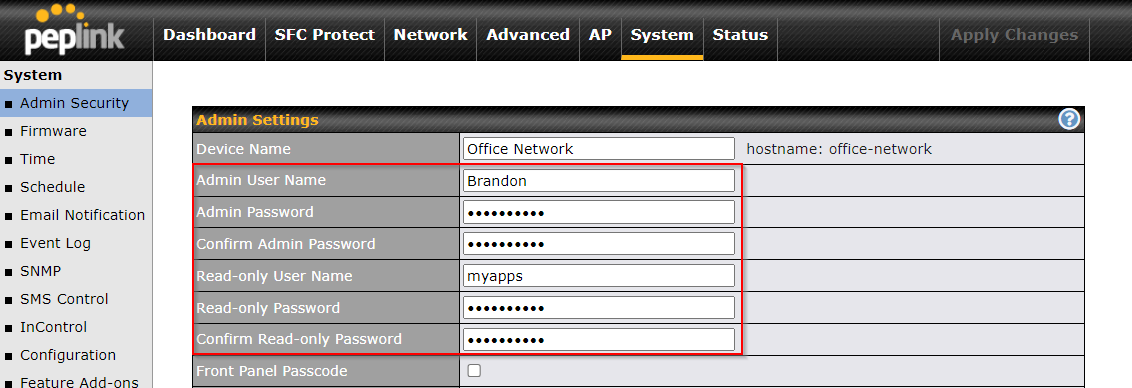 peplink
Dashboard SFC Protect Network Advanced AP System Status Apply Changes
System
Admin Security
Firmware
Time
Schedule
Email Notification
Event Log
SNMP
SMS Control
InControl
Configuration
Feature Add-ons
Admin Settings ?
Device Name Office Network hostname: office-network
Admin User Name Brandon
Admin Password ••••••••••
Confirm Admin Password ••••••••••
Read-only User Name myapps
Read-only Password ••••••••••
Confirm Read-only Password ••••••••••
Front Panel Passcode